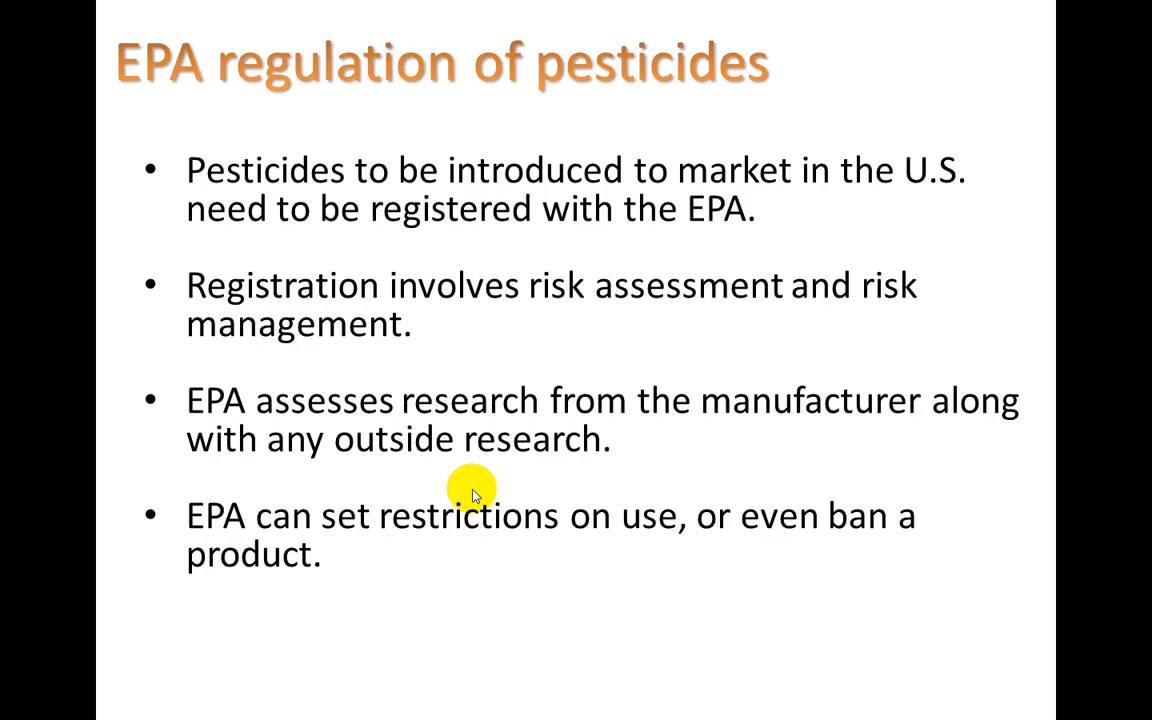 EPA regulation of pesticides
• Pesticides to be introduced to market in the U.S.
need to be registered with the EPA.
• Registration involves risk assessment and risk
management.
• EPA assesses research from the manufacturer along
with any outside research.
• EPA can set restrictions on use, or even ban a
product.